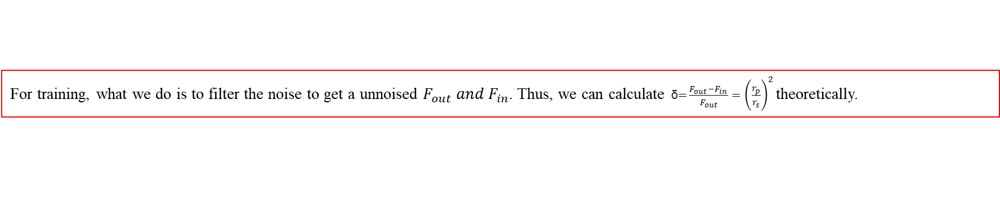 For training, what we do is to filter the noise to get a unnoised $F_{out}$ and $F_{in}$. Thus, we can calculate $\delta=\frac{F_{out}-F_{in}}{F_{out}}=\left(\frac{r_p}{r_s}\right)^2$ theoretically.